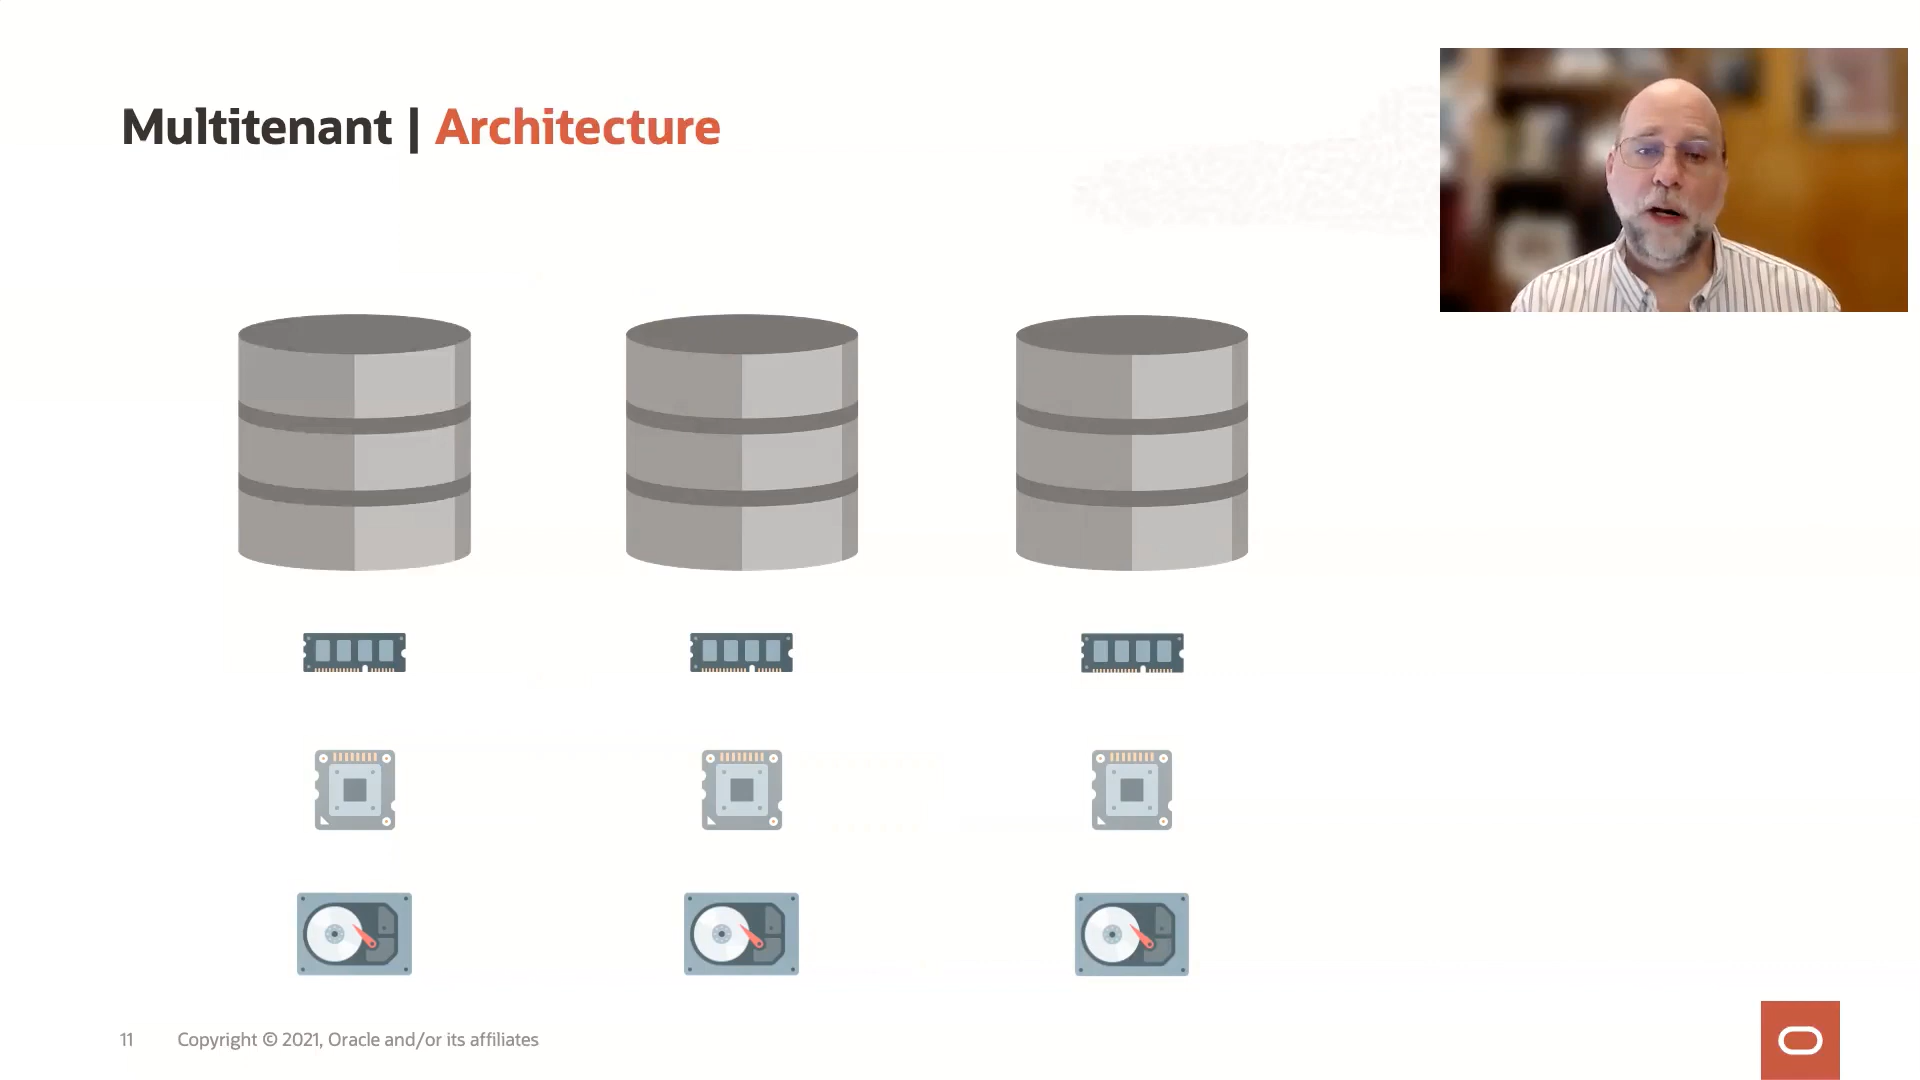 Multitenant | Architecture
11 Copyright © 2021, Oracle and/or its affiliates